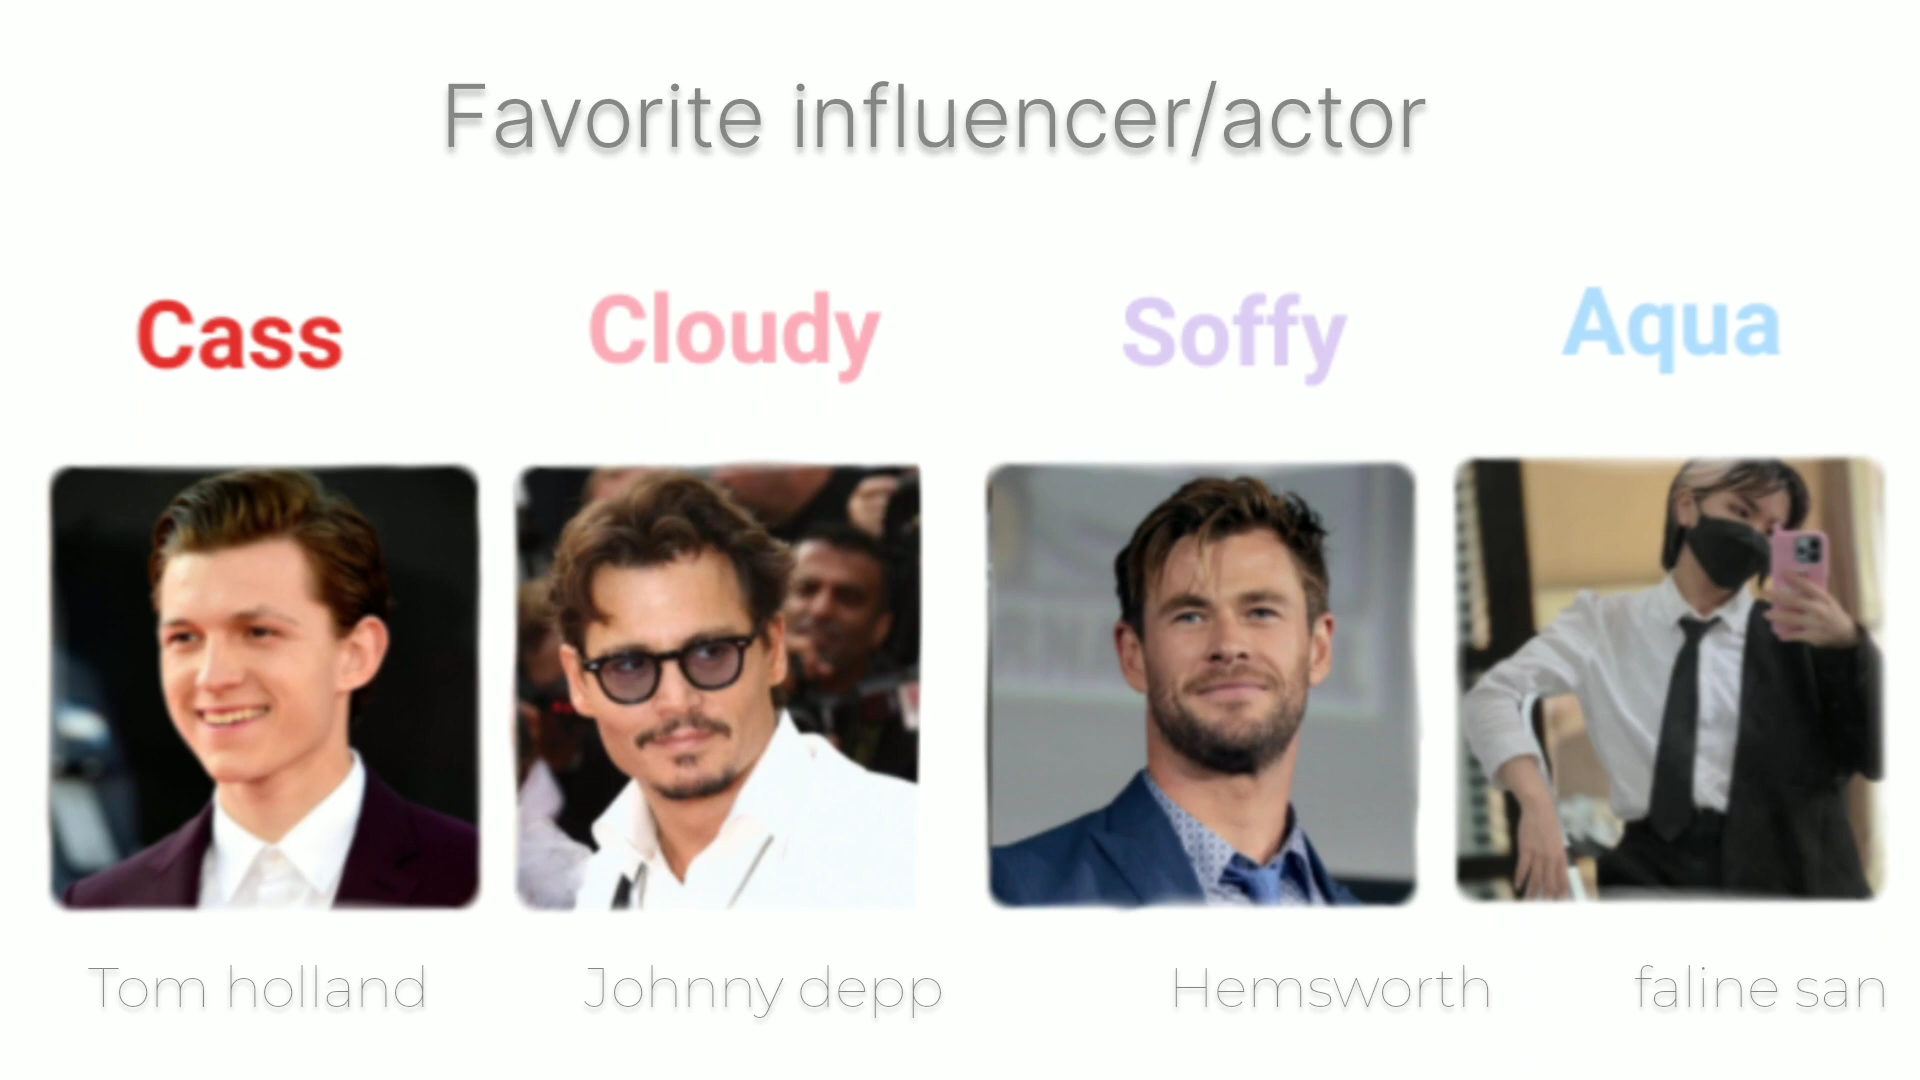 Favorite influencer/actor
Cass
Cloudy
Soffy
Aqua
Tom holland
Johnny depp
Hemsworth
faline san